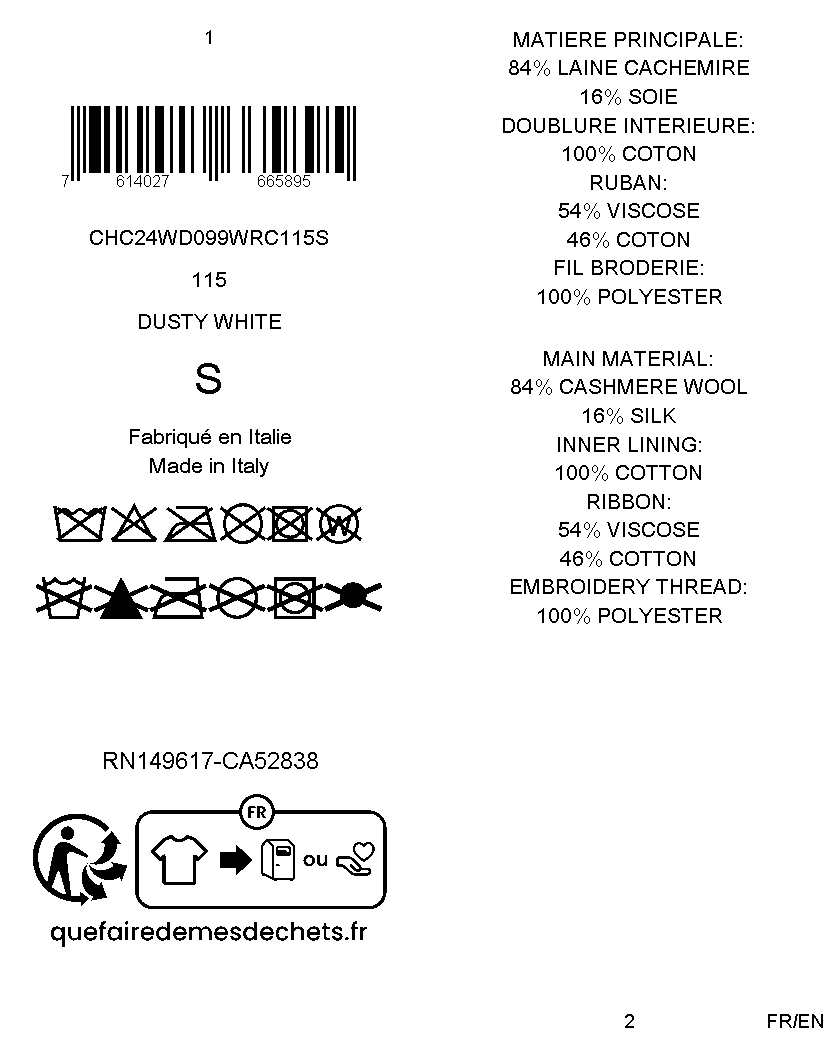 1
7 614027 665895
CHC24WD099WRC115S
115
DUSTY WHITE
S
Fabriqué en Italie
Made in Italy
W
RN149617-CA52838
FR
ou
quefairedemesdechets.fr
MATIERE PRINCIPALE:
84% LAINE CACHEMIRE
16% SOIE
DOUBLURE INTERIEURE:
100% COTON
RUBAN:
54% VISCOSE
46% COTON
FIL BRODERIE:
100% POLYESTER
MAIN MATERIAL:
84% CASHMERE WOOL
16% SILK
INNER LINING:
100% COTTON
RIBBON:
54% VISCOSE
46% COTTON
EMBROIDERY THREAD:
100% POLYESTER
2
FR/EN